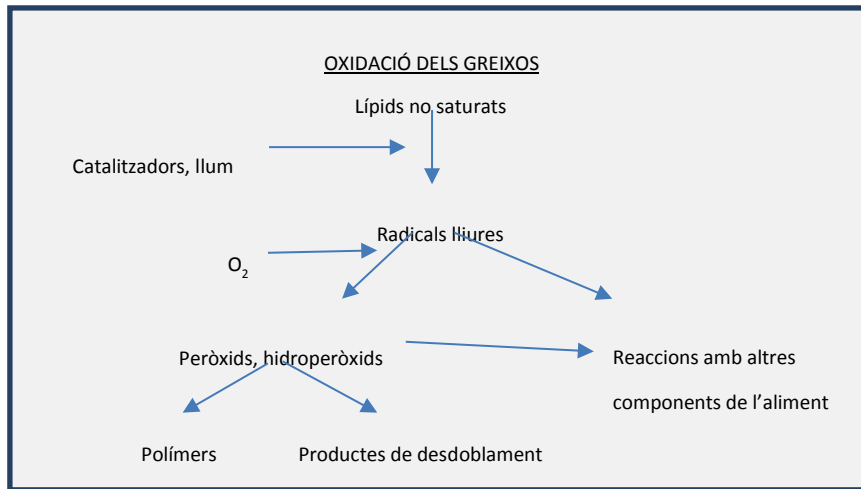 OXIDACIÓ DELS GREIXOS
Lípids no saturats
Catalitzadors, llum
Radicals lliures
O₂
Peròxids, hidroperòxids
Reaccions amb altres
components de l’aliment
Polímers
Productes de desdoblament